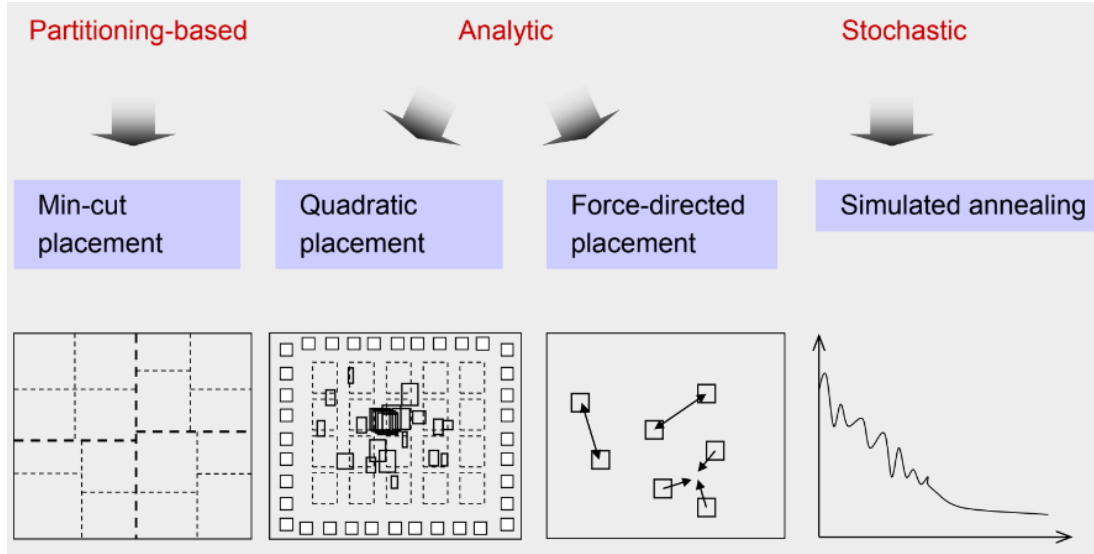 Partitioning-based
Analytic
Stochastic
Min-cut
placement
Quadratic
placement
Force-directed
placement
Simulated annealing